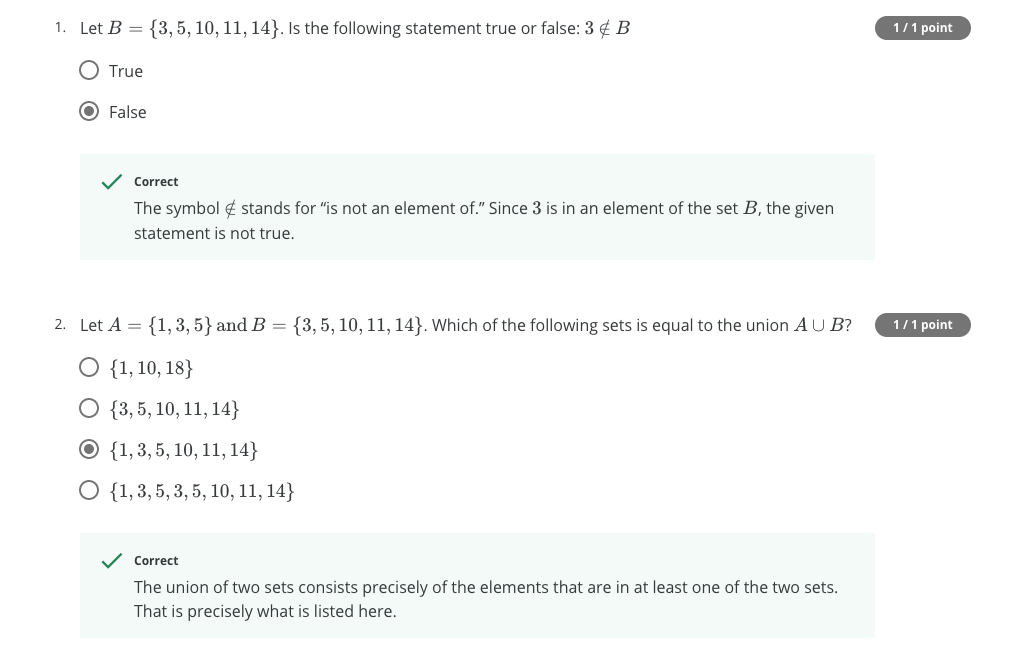 1. Let B = {3, 5, 10, 11, 14}. Is the following statement true or false: 3 ∉ B
1 / 1 point
True
False
Correct
The symbol ∉ stands for “is not an element of.” Since 3 is in an element of the set B, the given
statement is not true.
2. Let A = {1, 3, 5} and B = {3, 5, 10, 11, 14}. Which of the following sets is equal to the union A ∪ B?
1 / 1 point
{1, 10, 18}
{3, 5, 10, 11, 14}
{1, 3, 5, 10, 11, 14}
{1, 3, 5, 3, 5, 10, 11, 14}
Correct
The union of two sets consists precisely of the elements that are in at least one of the two sets.
That is precisely what is listed here.